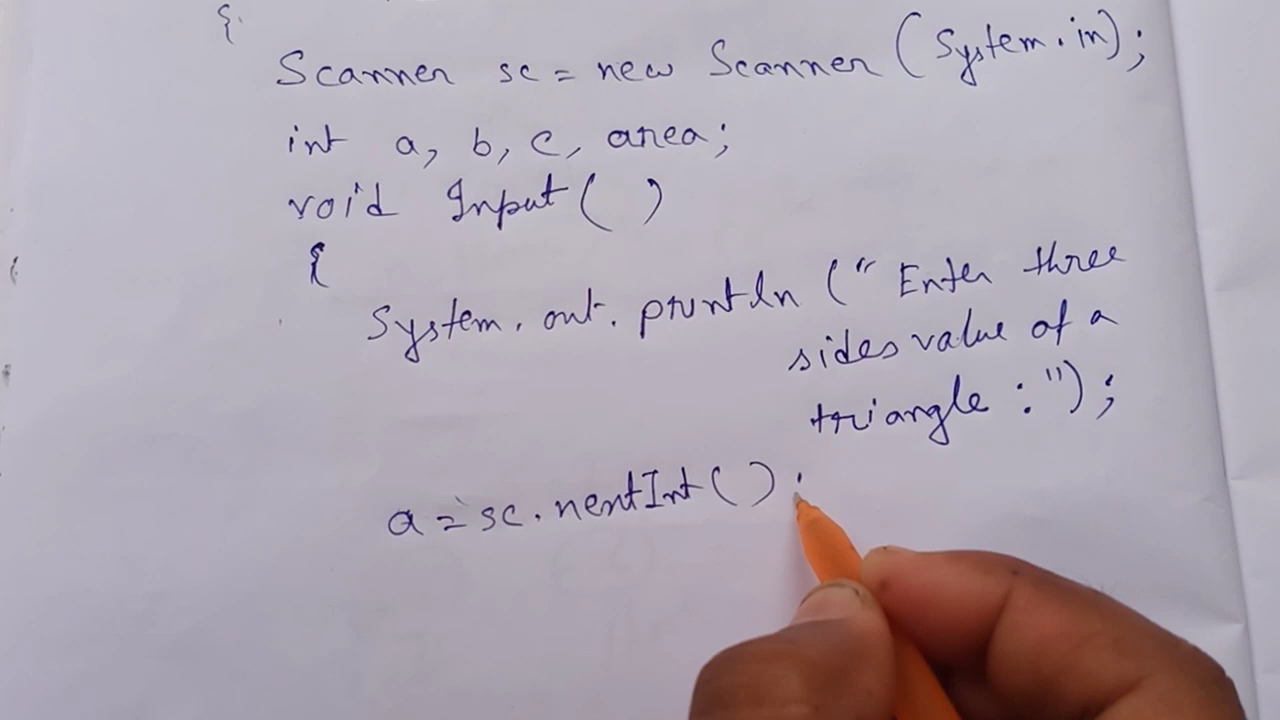 {
Scanner sc = new Scanner (System.in);
int a, b, c, area;
void Input( )
{
System.out.println (" Enter three
sides value of a
triangle :");
a = sc.nextInt( );